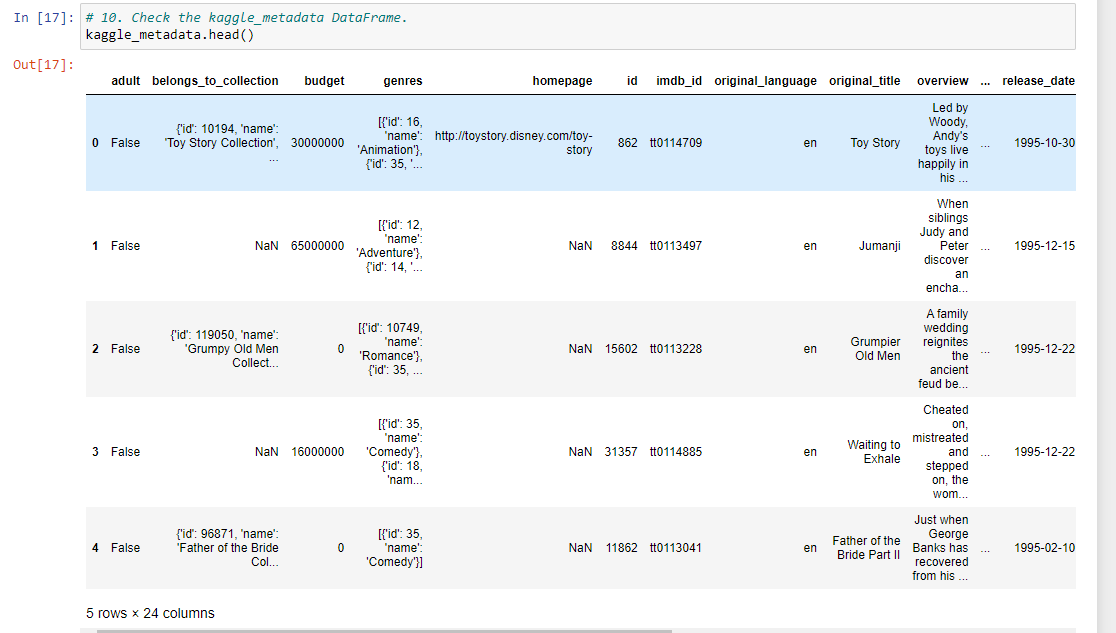 In [17]: # 10. Check the kaggle_metadata DataFrame.
kaggle_metadata.head()
Out[17]:
adult belongs_to_collection budget genres homepage id imdb_id original_language original_title overview ... release_date
0 False {'id': 10194, 'name': 'Toy Story Collection', ... 30000000 [{'id': 16, 'name': 'Animation'}, {'id': 35, '... http://toystory.disney.com/toy-story 862 tt0114709 en Toy Story Led by Woody, Andy's toys live happily in his ... ... 1995-10-30
1 False NaN 65000000 [{'id': 12, 'name': 'Adventure'}, {'id': 14, '... NaN 8844 tt0113497 en Jumanji When siblings Judy and Peter discover an encha... ... 1995-12-15
2 False {'id': 119050, 'name': 'Grumpy Old Men Collect... 0 [{'id': 10749, 'name': 'Romance'}, {'id': 35, ... NaN 15602 tt0113228 en Grumpier Old Men A family wedding reignites the ancient feud be... ... 1995-12-22
3 False NaN 16000000 [{'id': 35, 'name': 'Comedy'}, {'id': 18, 'nam... NaN 31357 tt0114885 en Waiting to Exhale Cheated on, mistreated and stepped on, the wom... ... 1995-12-22
4 False {'id': 96871, 'name': 'Father of the Bride Col... 0 [{'id': 35, 'name': 'Comedy'}] NaN 11862 tt0113041 en Father of the Bride Part II Just when George Banks has recovered from his ... ... 1995-02-10
5 rows × 24 columns